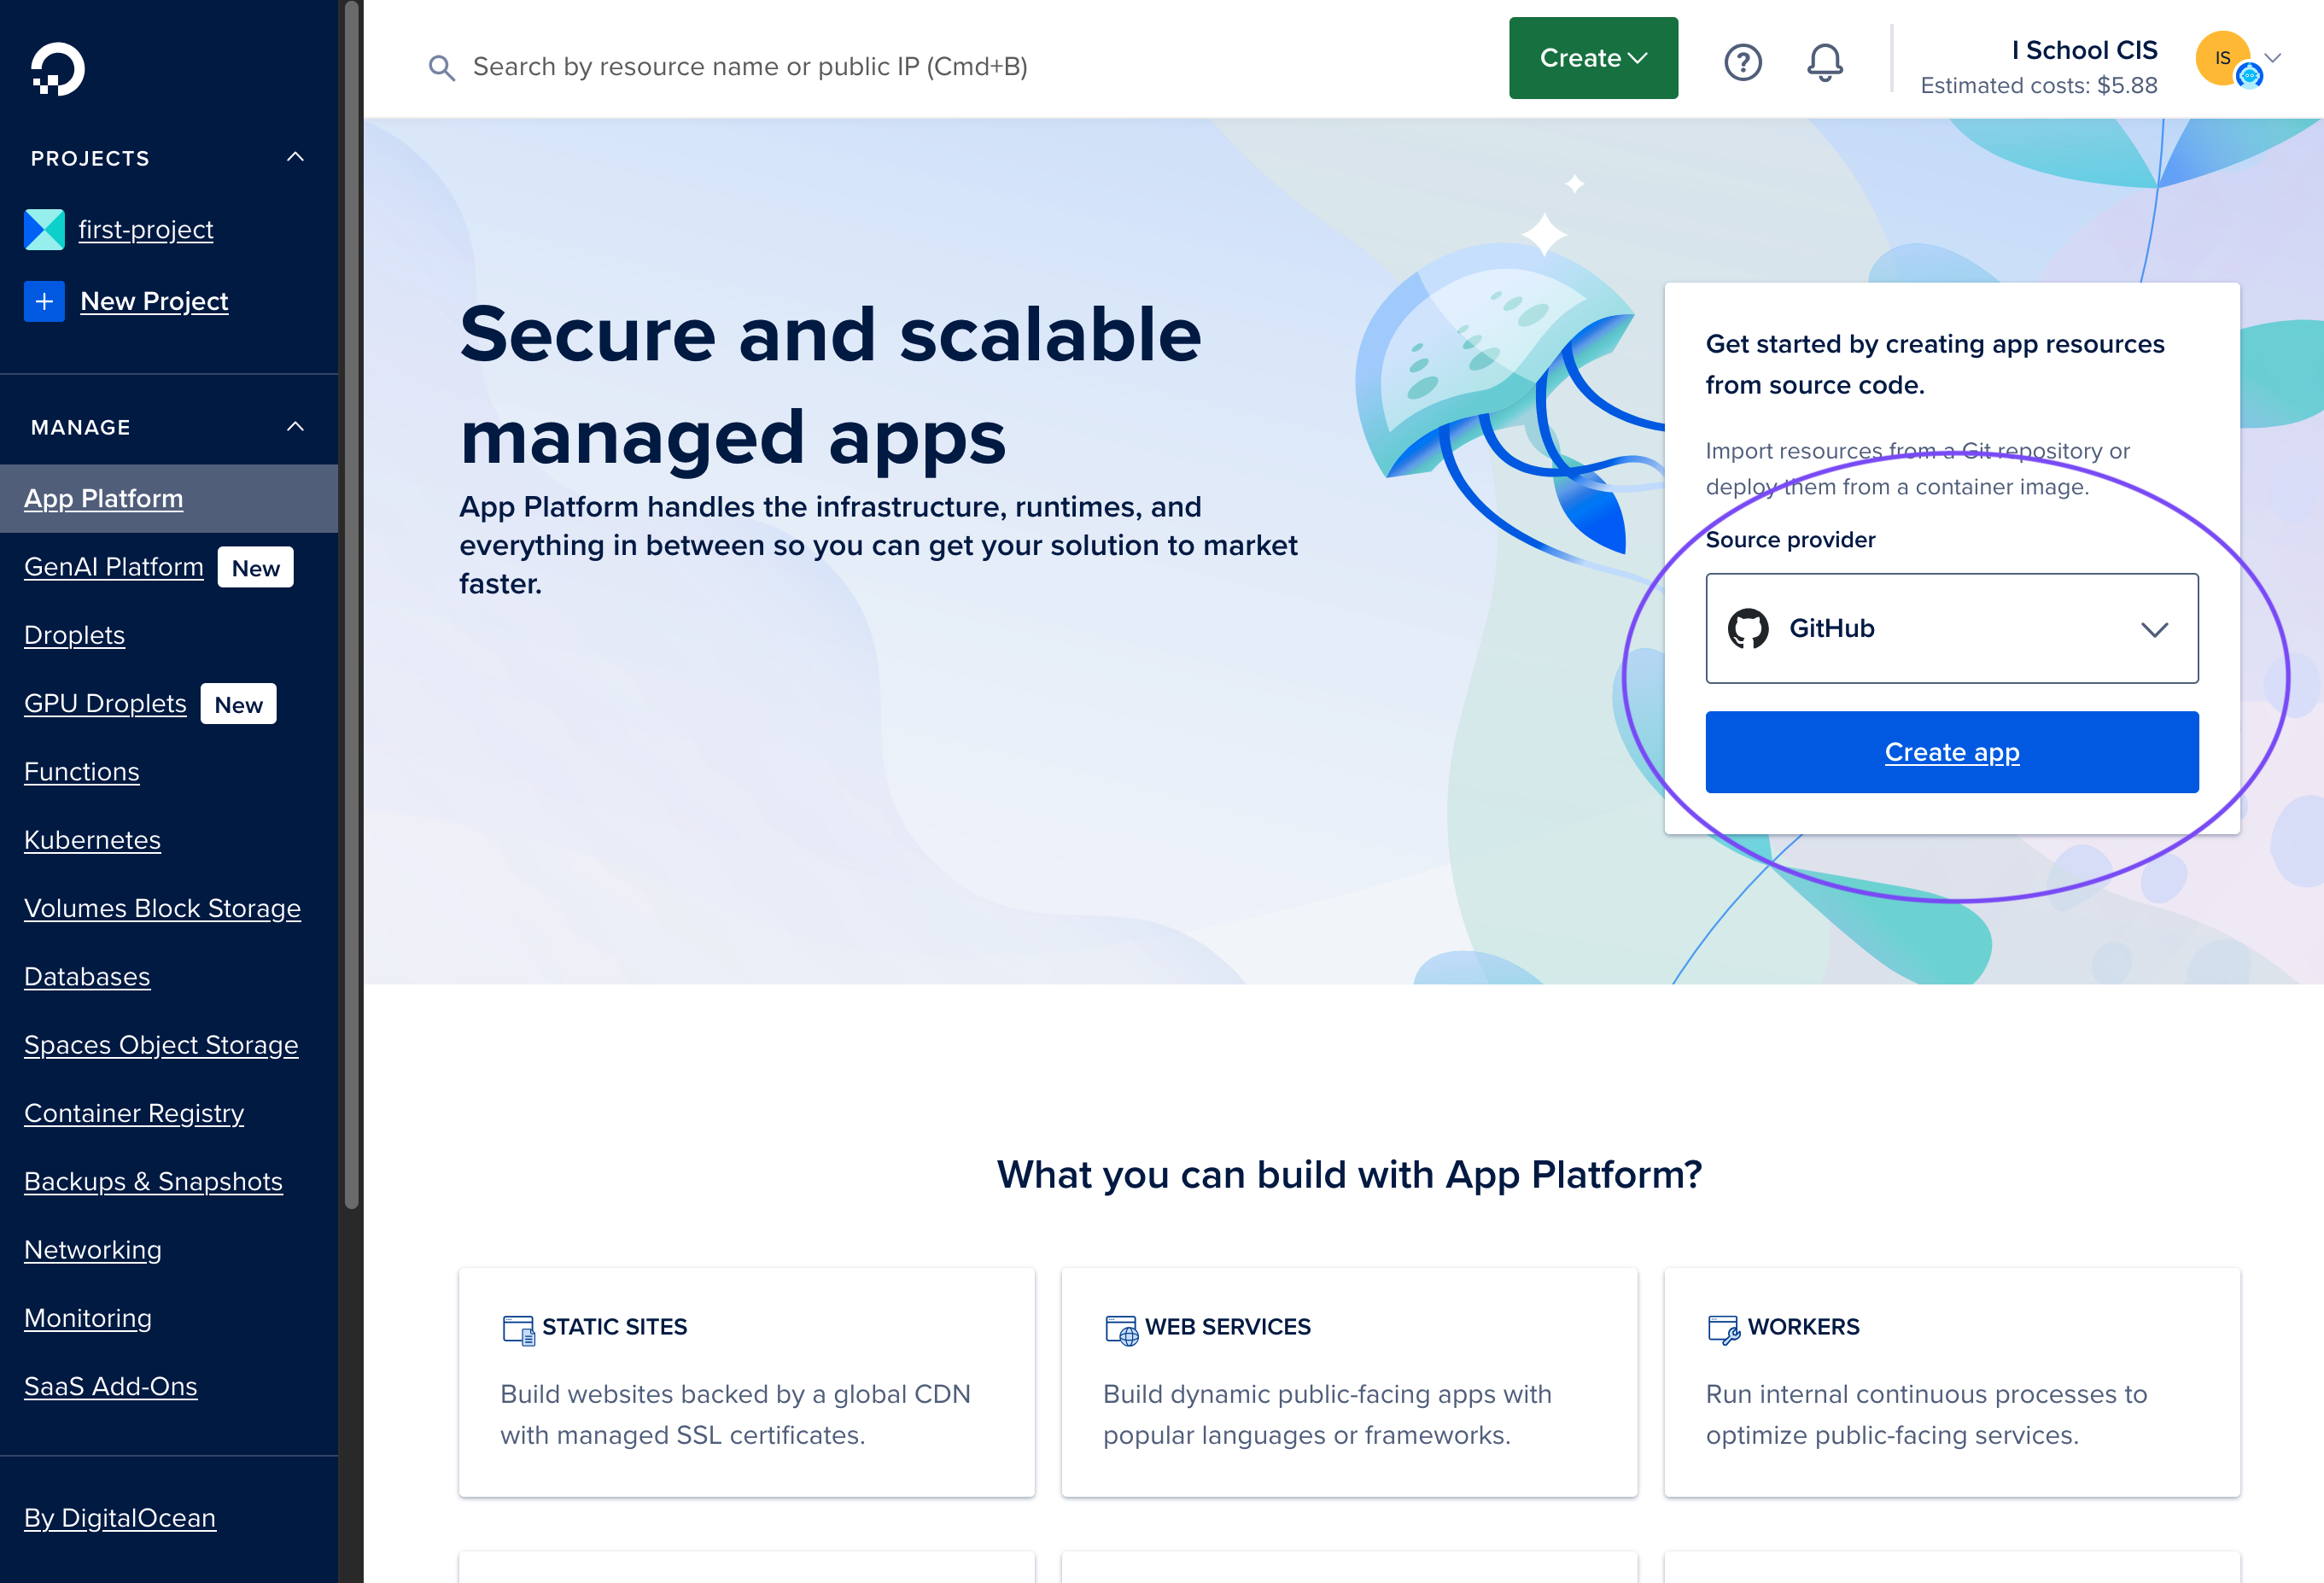 PROJECTS
first-project
New Project
MANAGE
App Platform
GenAI Platform New
Droplets
GPU Droplets New
Functions
Kubernetes
Volumes Block Storage
Databases
Spaces Object Storage
Container Registry
Backups & Snapshots
Networking
Monitoring
SaaS Add-Ons
By DigitalOcean
Search by resource name or public IP (Cmd+B)
Create
?
I School CIS
Estimated costs: $5.88
IS
Secure and scalable
managed apps
App Platform handles the infrastructure, runtimes, and
everything in between so you can get your solution to market
faster.
Get started by creating app resources
from source code.
Import resources from a Git repository or
deploy them from a container image.
Source provider
GitHub
Create app
What you can build with App Platform?
STATIC SITES
Build websites backed by a global CDN
with managed SSL certificates.
WEB SERVICES
Build dynamic public-facing apps with
popular languages or frameworks.
WORKERS
Run internal continuous processes to
optimize public-facing services.